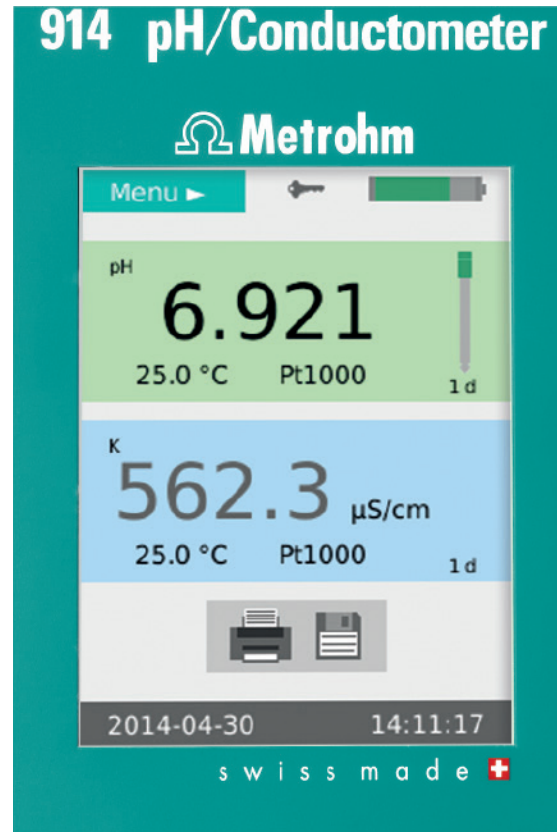 914 pH/Conductometer
Metrohm
Menu ►
pH
6.921
25.0 °C Pt1000
1 d
K
562.3 µS/cm
25.0 °C Pt1000
1 d
2014-04-30 14:11:17
swiss made